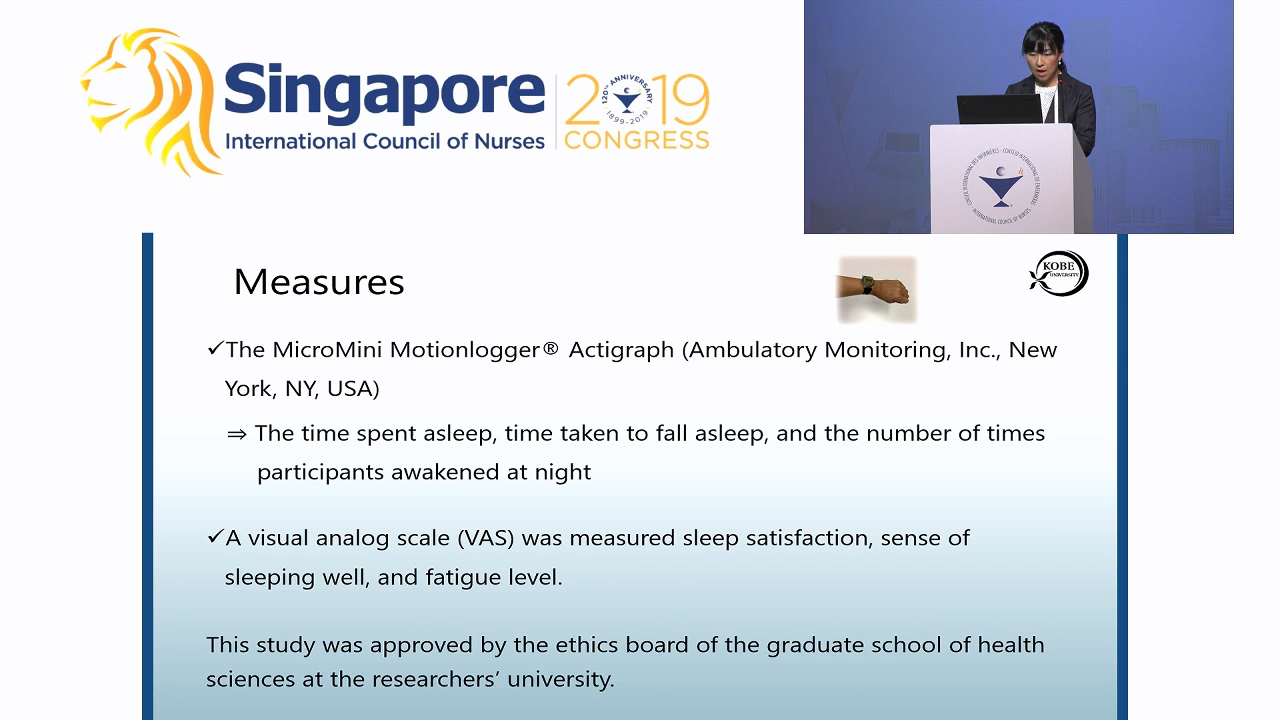 Singapore
International Council of Nurses
2019
CONGRESS
120TH ANNIVERSARY
1899-2019
INTERNATIONAL COUNCIL OF NURSES
Measures
KOBE
UNIVERSITY
✓The MicroMini Motionlogger® Actigraph (Ambulatory Monitoring, Inc., New
York, NY, USA)
⇒ The time spent asleep, time taken to fall asleep, and the number of times
participants awakened at night
✓A visual analog scale (VAS) was measured sleep satisfaction, sense of
sleeping well, and fatigue level.
This study was approved by the ethics board of the graduate school of health
sciences at the researchers’ university.